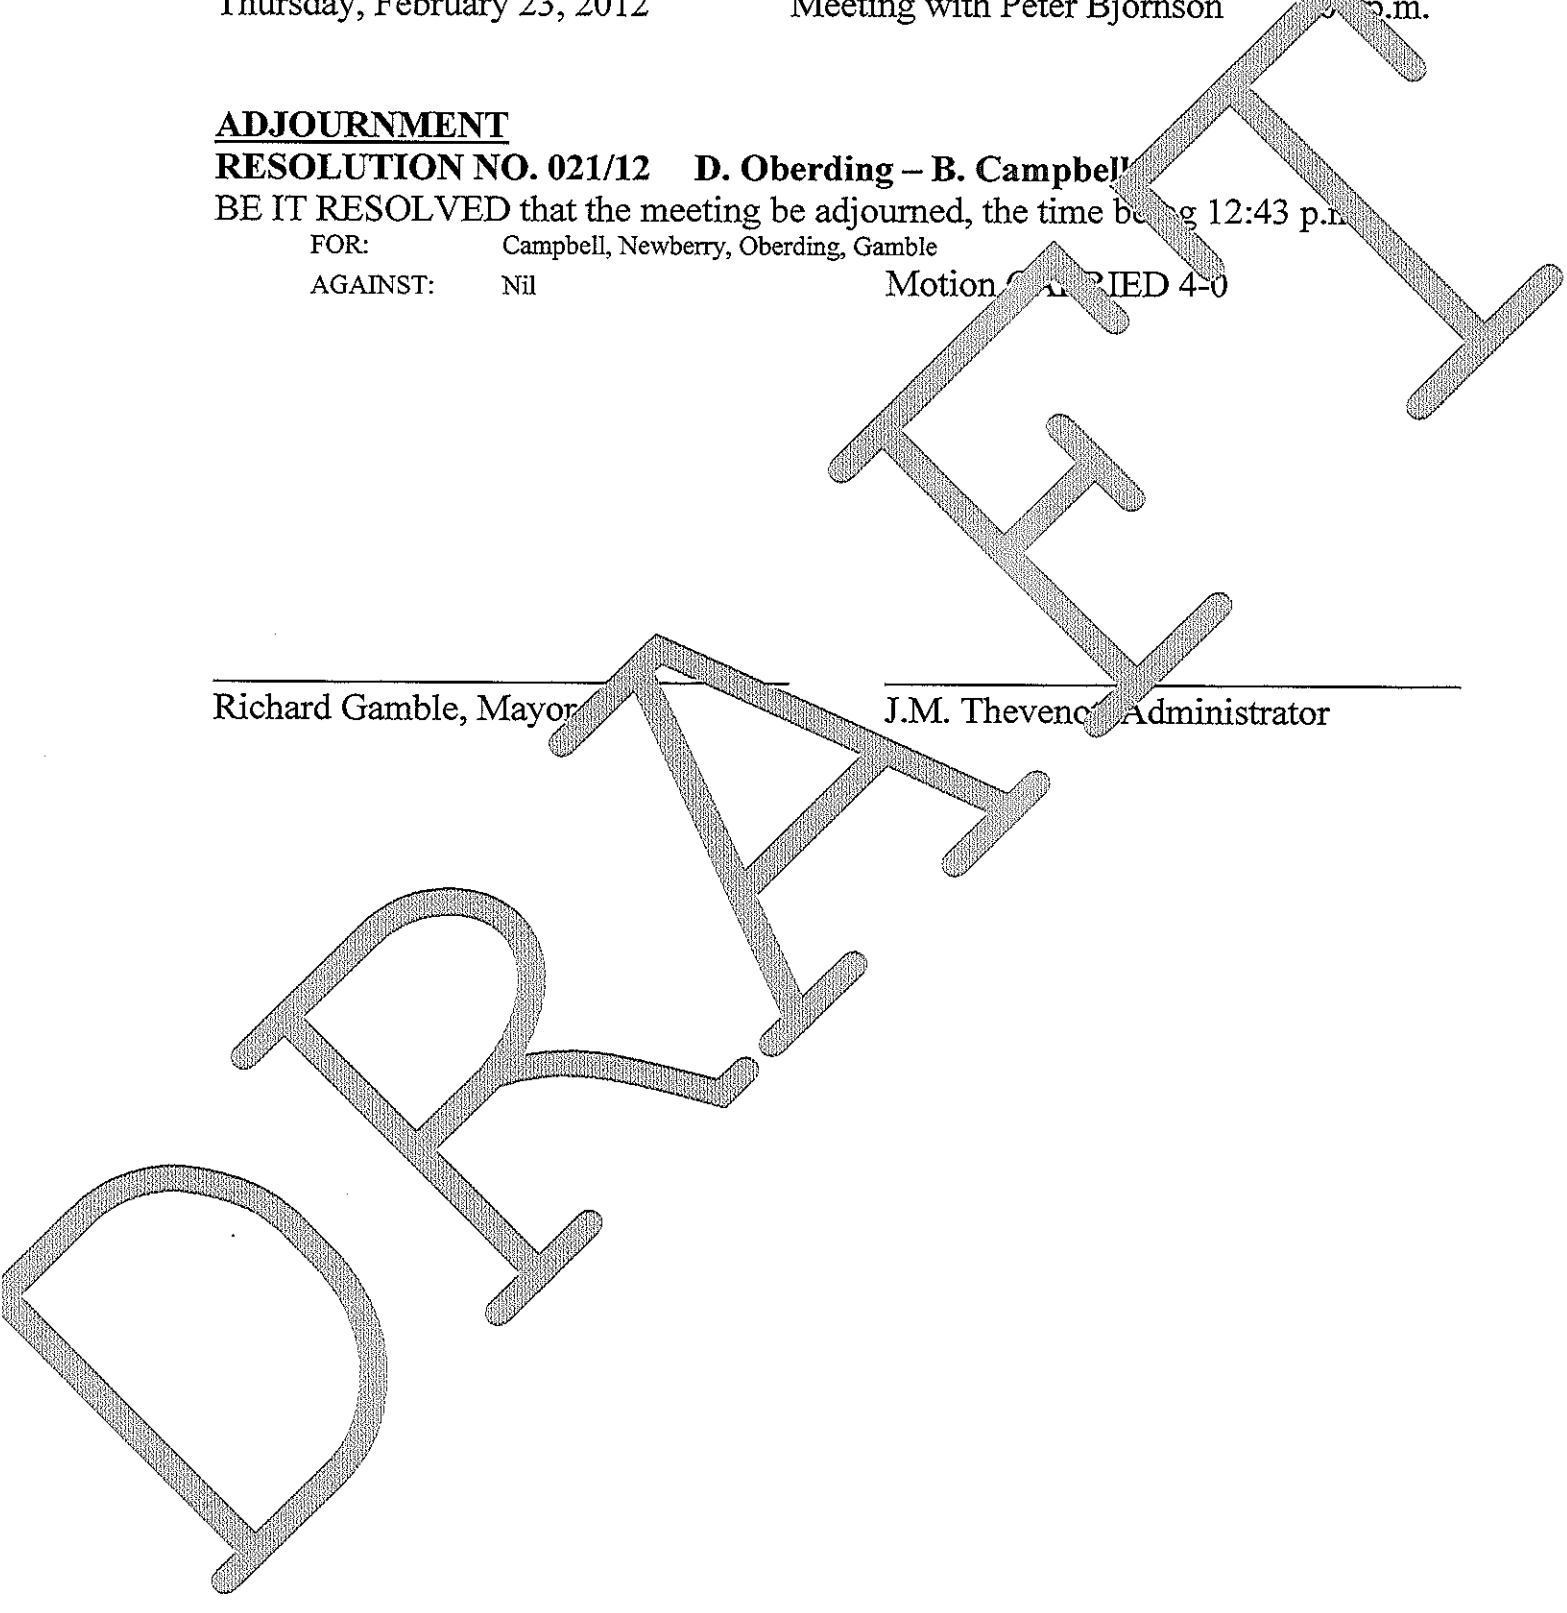 Thursday, February 23, 2012 Meeting with Peter Bjornson p.m.
ADJOURNMENT
RESOLUTION NO. 021/12 D. Oberding – B. Campbell
BE IT RESOLVED that the meeting be adjourned, the time being 12:43 p.m.
FOR: Campbell, Newberry, Oberding, Gamble
AGAINST: Nil Motion CARRIED 4-0
Richard Gamble, Mayor J.M. Thevenot, Administrator
DRAFT